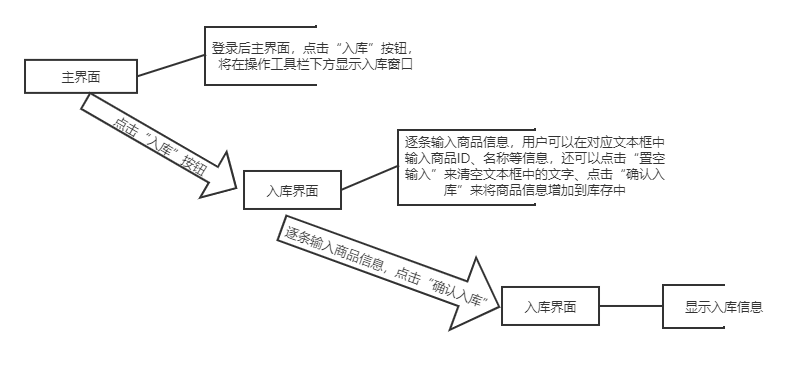 登录后主界面，点击“入库”按钮，
将在操作工具栏下方显示入库窗口
主界面
点击“入库”按钮
逐条输入商品信息，用户可以在对应文本框中
输入商品ID、名称等信息，还可以点击“置空
输入”来清空文本框中的文字、点击“确认入
库”来将商品信息增加到库存中
入库界面
逐条输入商品信息，点击“确认入库”
入库界面
显示入库信息